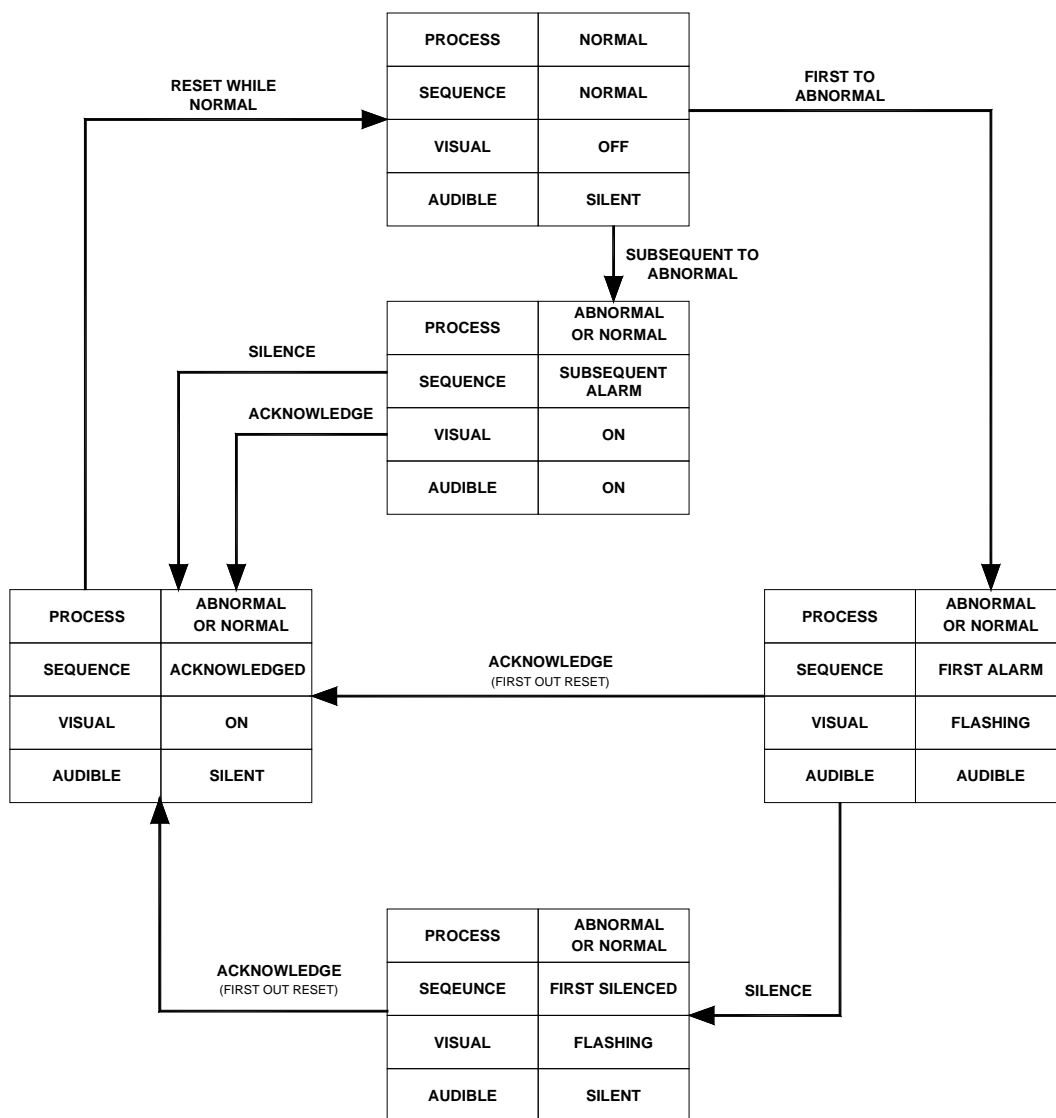 PROCESS NORMAL
RESET WHILE
NORMAL
SEQUENCE NORMAL
FIRST TO
ABNORMAL
VISUAL OFF
AUDIBLE SILENT
SUBSEQUENT TO
ABNORMAL
PROCESS ABNORMAL
OR NORMAL
SILENCE
SEQUENCE SUBSEQUENT
ALARM
ACKNOWLEDGE
VISUAL ON
AUDIBLE ON
PROCESS ABNORMAL
OR NORMAL
SEQUENCE ACKNOWLEDGED
VISUAL ON
AUDIBLE SILENT
ACKNOWLEDGE
(FIRST OUT RESET)
PROCESS ABNORMAL
OR NORMAL
SEQUENCE FIRST ALARM
VISUAL FLASHING
AUDIBLE AUDIBLE
PROCESS ABNORMAL
OR NORMAL
ACKNOWLEDGE
(FIRST OUT RESET)
SEQEUNCE FIRST SILENCED
SILENCE
VISUAL FLASHING
AUDIBLE SILENT